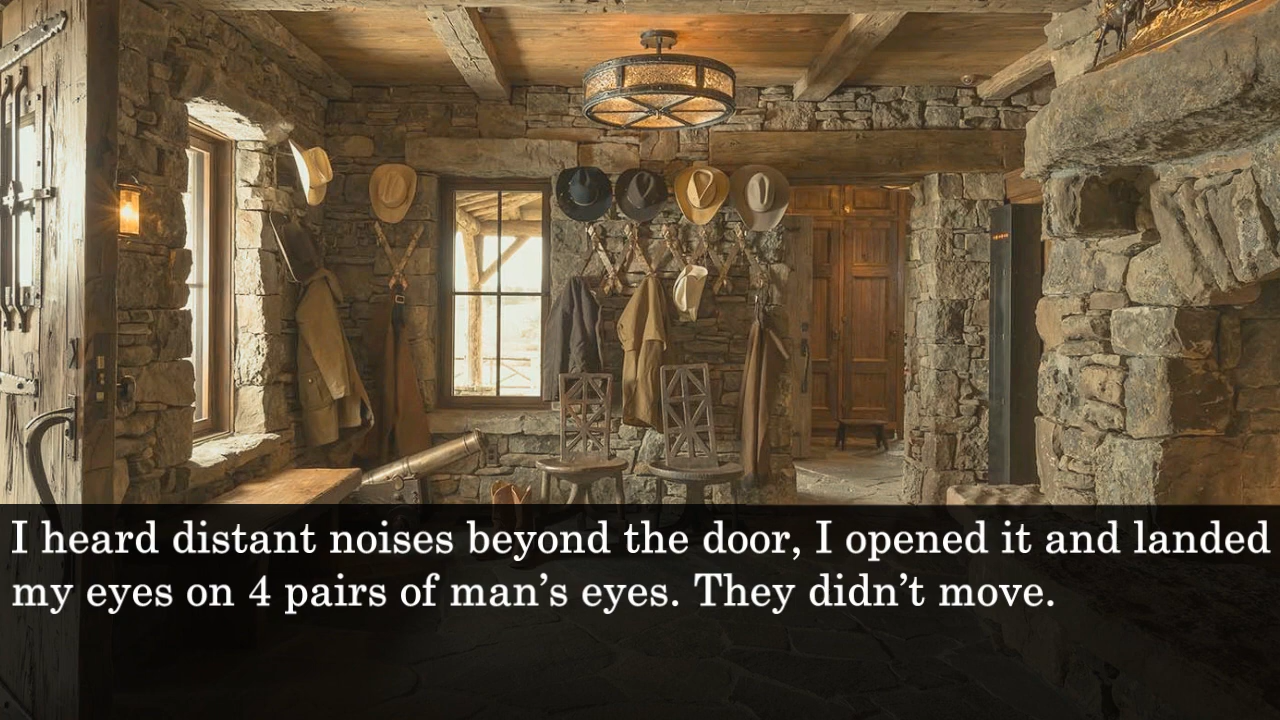 I heard distant noises beyond the door, I opened it and landed
my eyes on 4 pairs of man’s eyes. They didn’t move.